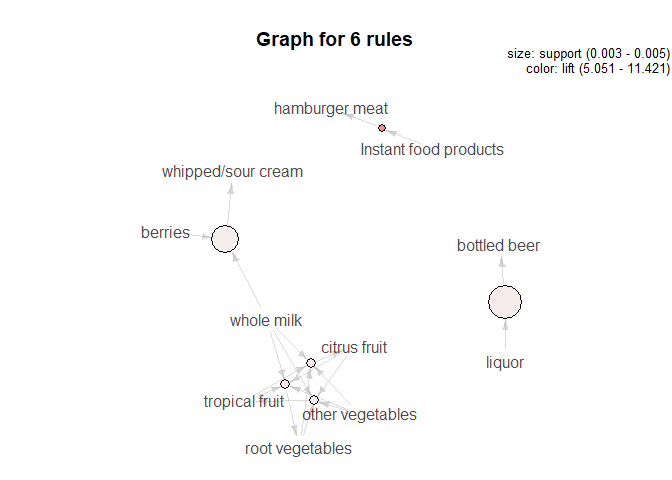 Graph for 6 rules
size: support (0.003 - 0.005)
color: lift (5.051 - 11.421)
hamburger meat
Instant food products
whipped/sour cream
berries
bottled beer
whole milk
citrus fruit
liquor
tropical fruit
other vegetables
root vegetables